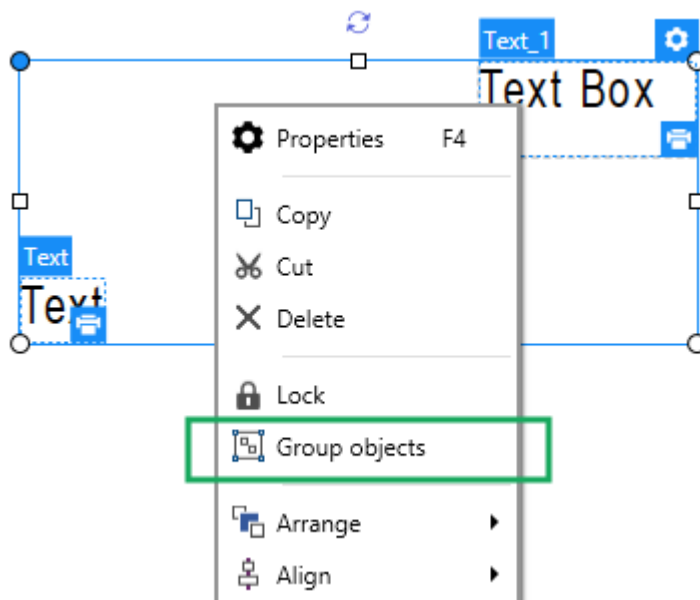 Text_1
Text Box
Properties F4
Copy
Cut
Text
Text
Delete
Lock
Group objects
Arrange
Align